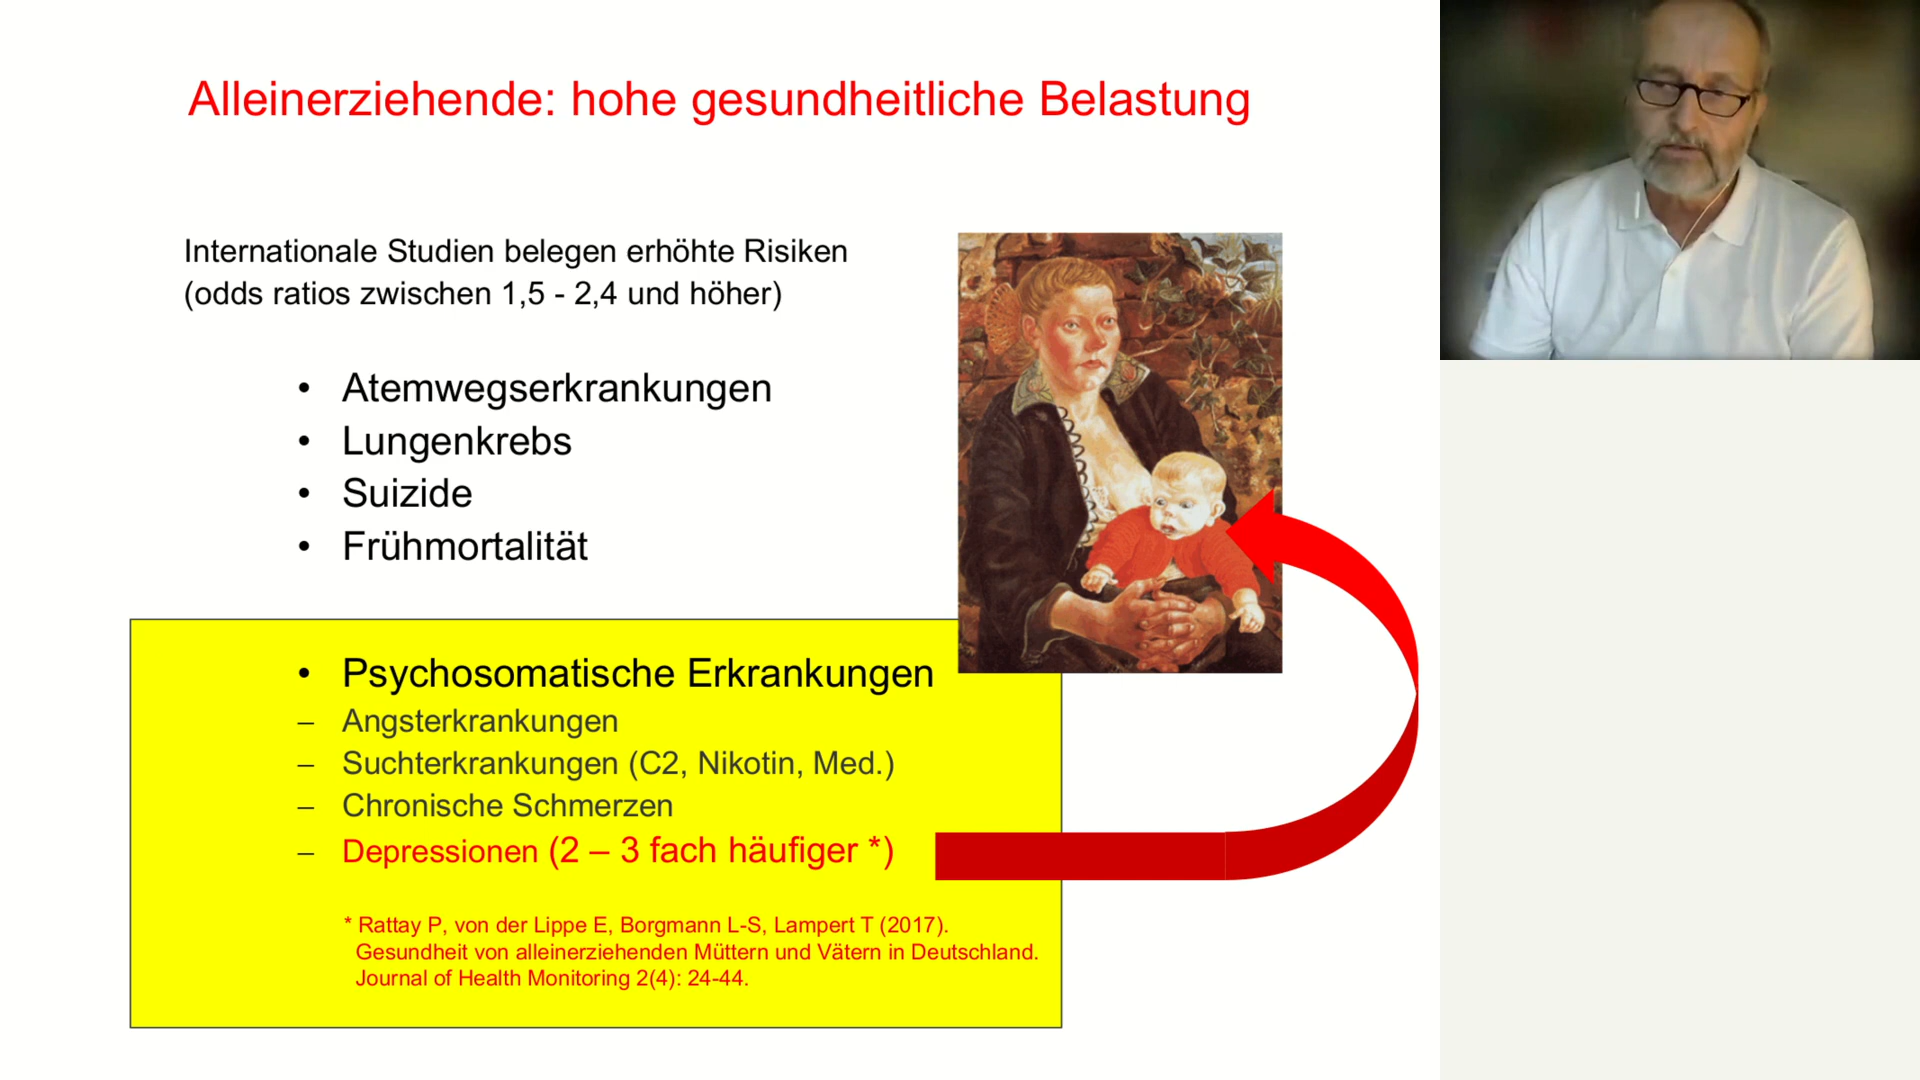 Alleinerziehende: hohe gesundheitliche Belastung
Internationale Studien belegen erhöhte Risiken
(odds ratios zwischen 1,5 - 2,4 und höher)
• Atemwegserkrankungen
• Lungenkrebs
• Suizide
• Frühmortalität
• Psychosomatische Erkrankungen
– Angsterkrankungen
– Suchterkrankungen (C2, Nikotin, Med.)
– Chronische Schmerzen
– Depressionen (2 – 3 fach häufiger *)
* Rattay P, von der Lippe E, Borgmann L-S, Lampert T (2017).
Gesundheit von alleinerziehenden Müttern und Vätern in Deutschland.
Journal of Health Monitoring 2(4): 24-44.